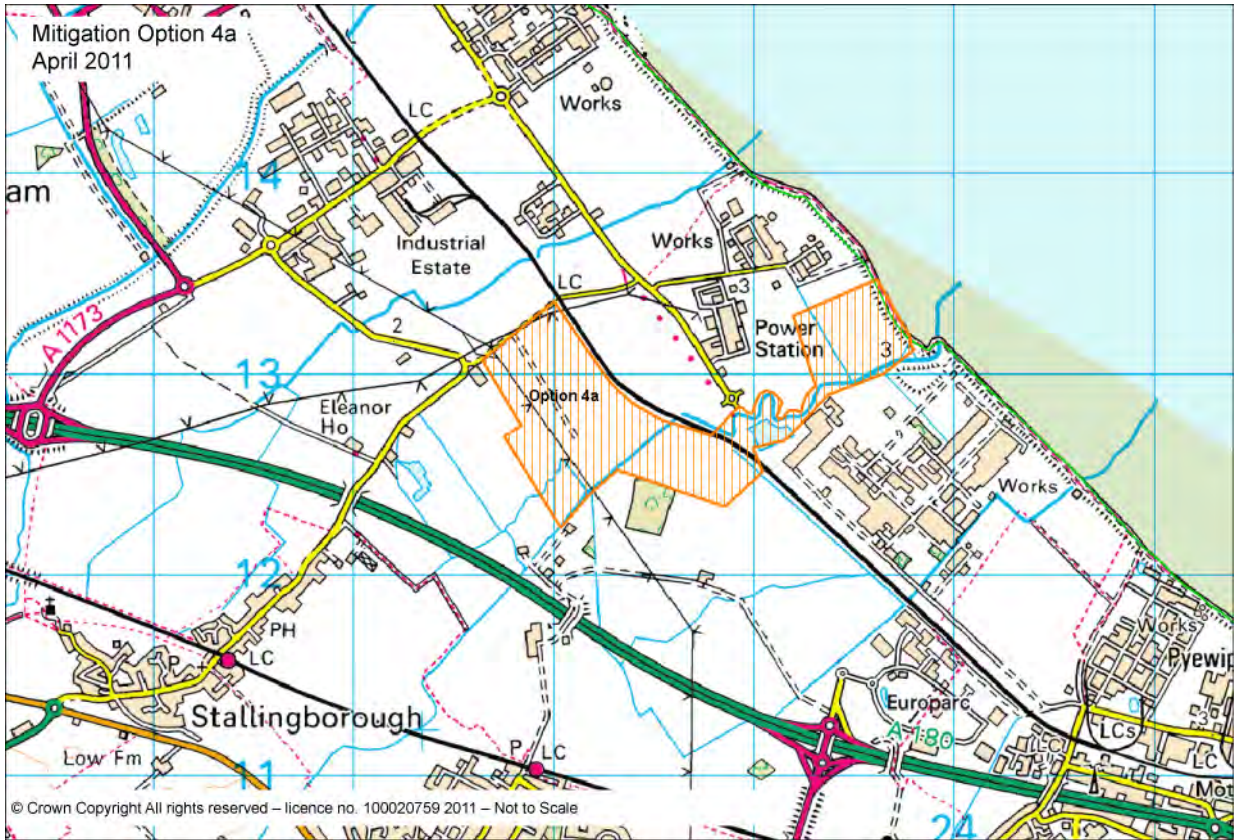 Mitigation Option 4a
April 2011
LC
Works
14
am
Industrial
Estate
Works
LC
3
A 1173
2
Power
Station
3
13
Option 4a
Eleanor
Ho
Works
12
PH
LC
P
Works
Europarc
A 180
Stallingborough
LCs
LC
LC
P
LC
Low Fm
11
24
© Crown Copyright All rights reserved – licence no. 100020759 2011 – Not to Scale